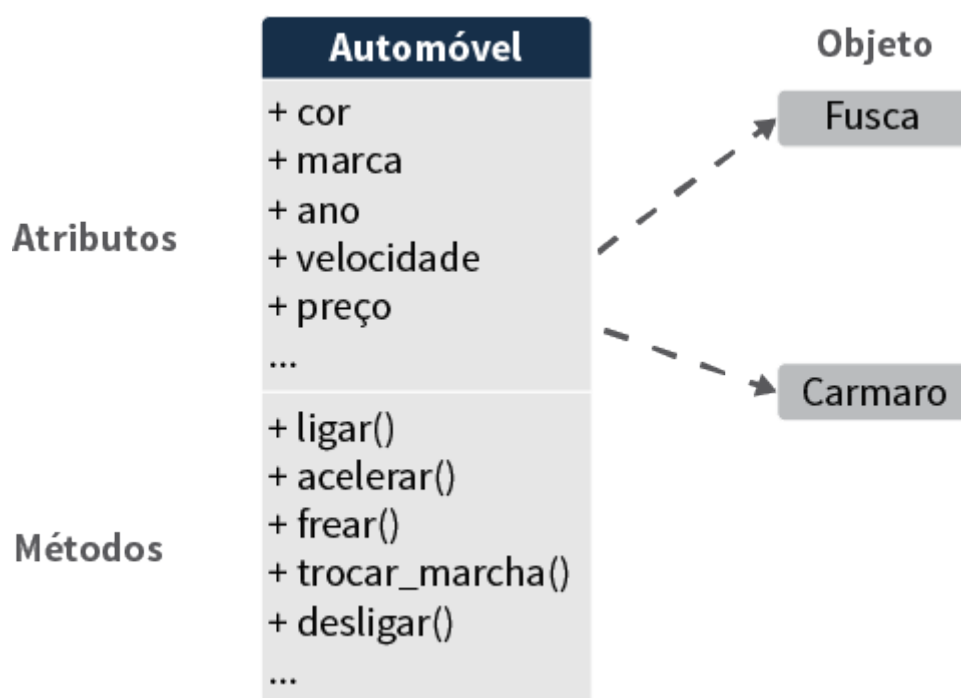 Automóvel
Objeto
+ cor
+ marca
+ ano
+ velocidade
+ preço
...
Atributos
Fusca
Carmaro
+ ligar()
+ acelerar()
+ frear()
+ trocar_marcha()
+ desligar()
...
Métodos